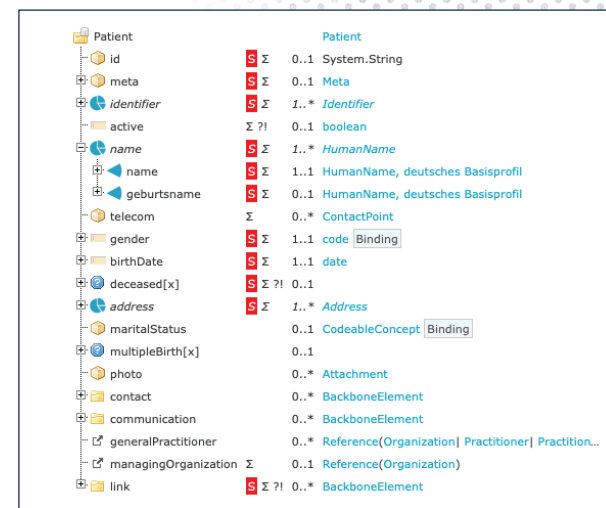 Patient Patient
id S Σ 0..1 System.String
meta S Σ 0..1 Meta
identifier S Σ 1..* Identifier
active Σ ?! 0..1 boolean
name S Σ 1..* HumanName
name S Σ 1..1 HumanName, deutsches Basisprofil
geburtsname S Σ 0..1 HumanName, deutsches Basisprofil
telecom Σ 0..* ContactPoint
gender S Σ 1..1 code Binding
birthDate S Σ 1..1 date
deceased[x] S Σ ?! 0..1
address S Σ 1..* Address
maritalStatus 0..1 CodeableConcept Binding
multipleBirth[x] 0..1
photo 0..* Attachment
contact 0..* BackboneElement
communication 0..* BackboneElement
generalPractitioner 0..* Reference(Organization| Practitioner| Practition...
managingOrganization Σ 0..1 Reference(Organization)
link S Σ ?! 0..* BackboneElement